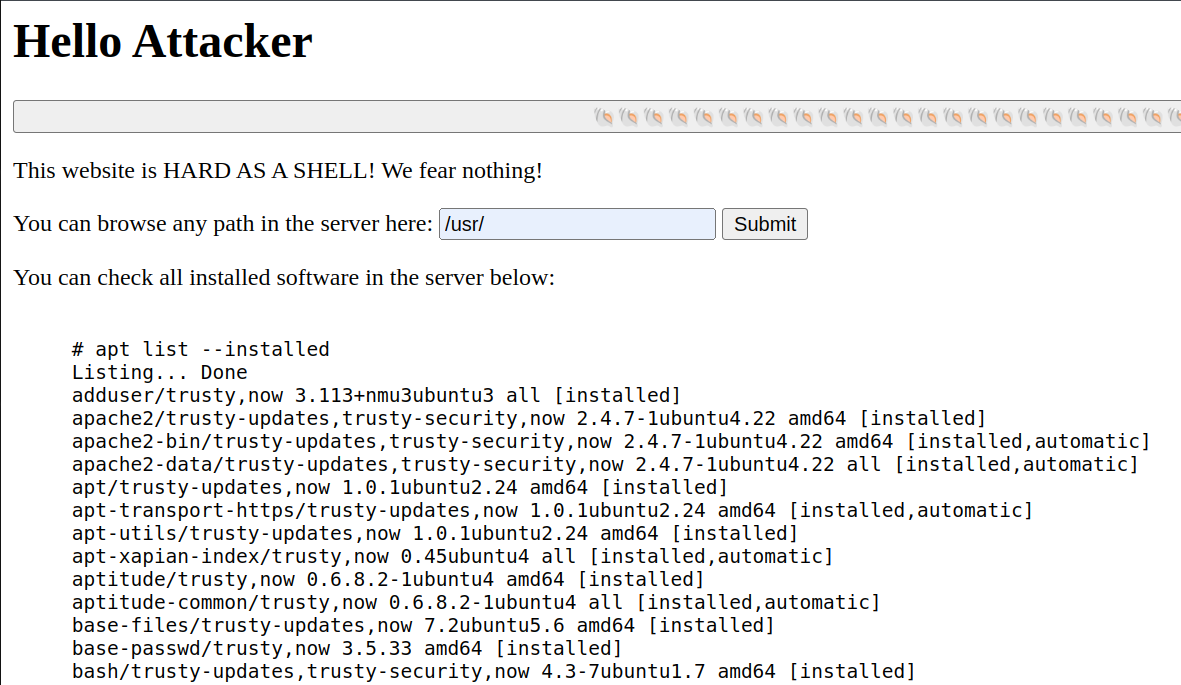 Hello Attacker
This website is HARD AS A SHELL! We fear nothing!
You can browse any path in the server here: /usr/ Submit
You can check all installed software in the server below:
# apt list --installed
Listing... Done
adduser/trusty,now 3.113+nmu3ubuntu3 all [installed]
apache2/trusty-updates,trusty-security,now 2.4.7-1ubuntu4.22 amd64 [installed]
apache2-bin/trusty-updates,trusty-security,now 2.4.7-1ubuntu4.22 amd64 [installed,automatic]
apache2-data/trusty-updates,trusty-security,now 2.4.7-1ubuntu4.22 all [installed,automatic]
apt/trusty-updates,now 1.0.1ubuntu2.24 amd64 [installed]
apt-transport-https/trusty-updates,now 1.0.1ubuntu2.24 amd64 [installed,automatic]
apt-utils/trusty-updates,now 1.0.1ubuntu2.24 amd64 [installed]
apt-xapian-index/trusty,now 0.45ubuntu4 all [installed,automatic]
aptitude/trusty,now 0.6.8.2-1ubuntu4 amd64 [installed]
aptitude-common/trusty,now 0.6.8.2-1ubuntu4 all [installed,automatic]
base-files/trusty-updates,now 7.2ubuntu5.6 amd64 [installed]
base-passwd/trusty,now 3.5.33 amd64 [installed]
bash/trusty-updates,trusty-security,now 4.3-7ubuntu1.7 amd64 [installed]